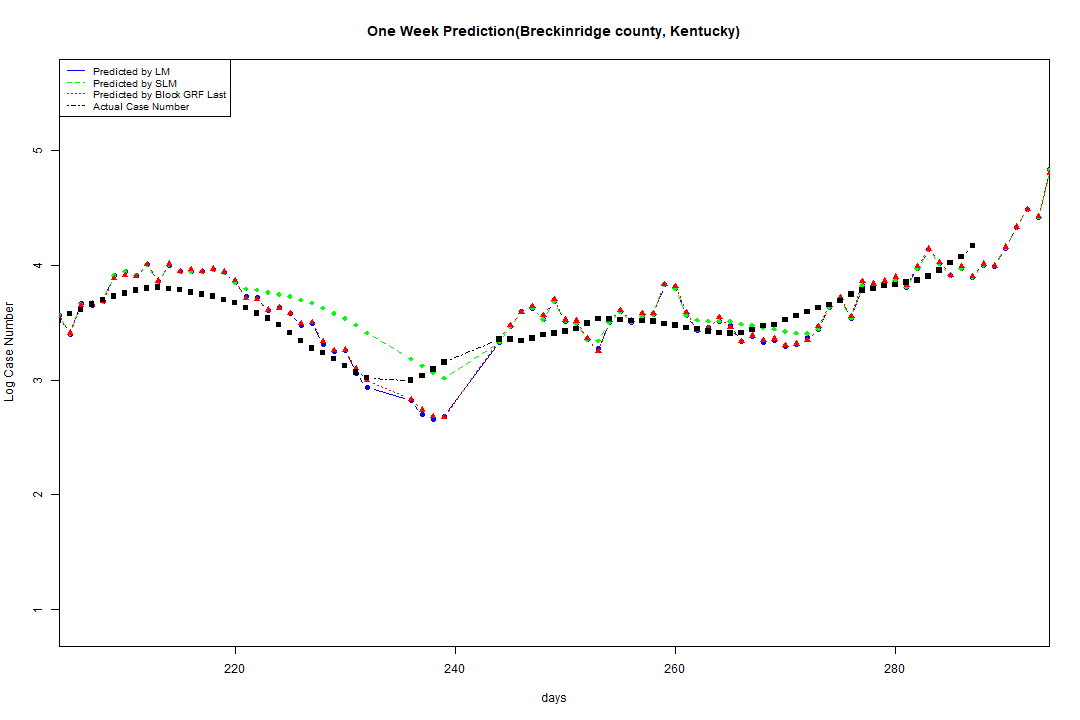 One Week Prediction(Breckinridge county, Kentucky)
Predicted by LM
Predicted by SLM
Predicted by Block GRF Last
Actual Case Number
5
4
3
2
1
Log Case Number
220 240 260 280
days